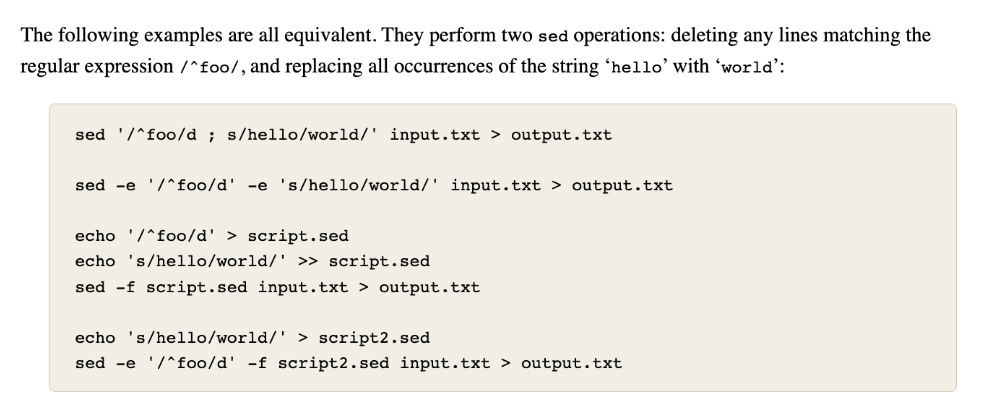 The following examples are all equivalent. They perform two sed operations: deleting any lines matching the
regular expression /^foo/, and replacing all occurrences of the string ‘hello’ with ‘world’:
sed '/^foo/d ; s/hello/world/' input.txt > output.txt
sed -e '/^foo/d' -e 's/hello/world/' input.txt > output.txt
echo '/^foo/d' > script.sed
echo 's/hello/world/' >> script.sed
sed -f script.sed input.txt > output.txt
echo 's/hello/world/' > script2.sed
sed -e '/^foo/d' -f script2.sed input.txt > output.txt